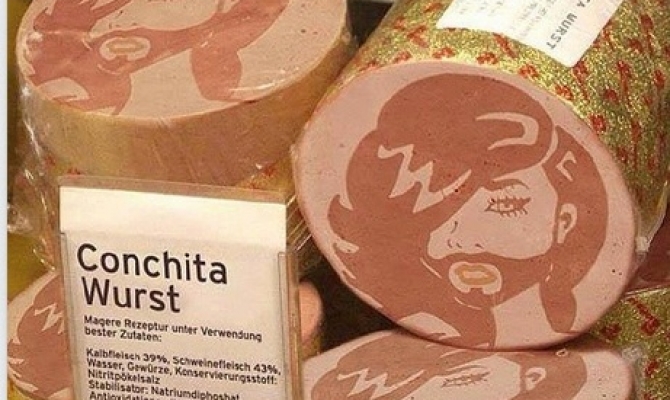 A WURST
Conchita
Wurst
Magere Rezeptur unter Verwendung
bester Zutaten:
Kalbfleisch 39%, Schweinefleisch 43%,
Wasser, Gewürze, Konservierungsstoff:
Nitritpökelsalz
Stabilisator: Natriumdiphosphat